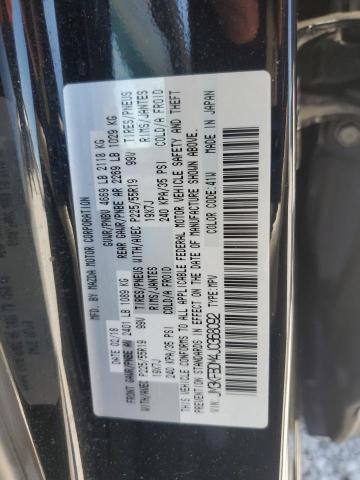 MFD. BY: MAZDA MOTOR CORPORATION
DATE: 02/18 GVWR/PNBV 4669 LB 2118 KG
FRONT GAWR/PNBE AV 2401 LB 1089 KG REAR GAWR/PNBE AR 2269 LB 1029 KG
WITH/AVEC P225/55R19 99V TIRES/PNEUS WITH/AVEC P225/55R19 99V TIRES/PNEUS
19X7J RIMS/JANTES 19X7J RIMS/JANTES
240 KPA/35 PSI COLD/A FROID 240 KPA/35 PSI COLD/A FROID
THIS VEHICLE CONFORMS TO ALL APPLICABLE FEDERAL MOTOR VEHICLE SAFETY AND THEFT
PREVENTION STANDARDS IN EFFECT ON THE DATE OF MANUFACTURE SHOWN ABOVE.
TYPE: MPV COLOR: 41W MADE IN JAPAN
VIN: